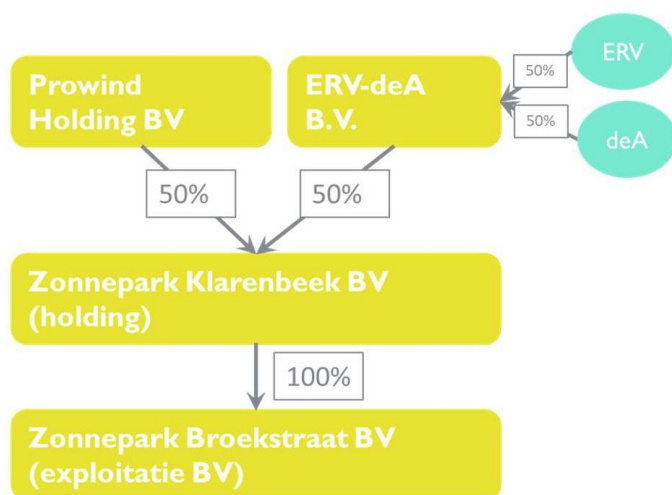 Prowind
Holding BV
ERV-deA
B.V.
50%
ERV
50%
deA
50%
50%
Zonnepark Klarenbeek BV
(holding)
100%
Zonnepark Broekstraat BV
(exploitatie BV)